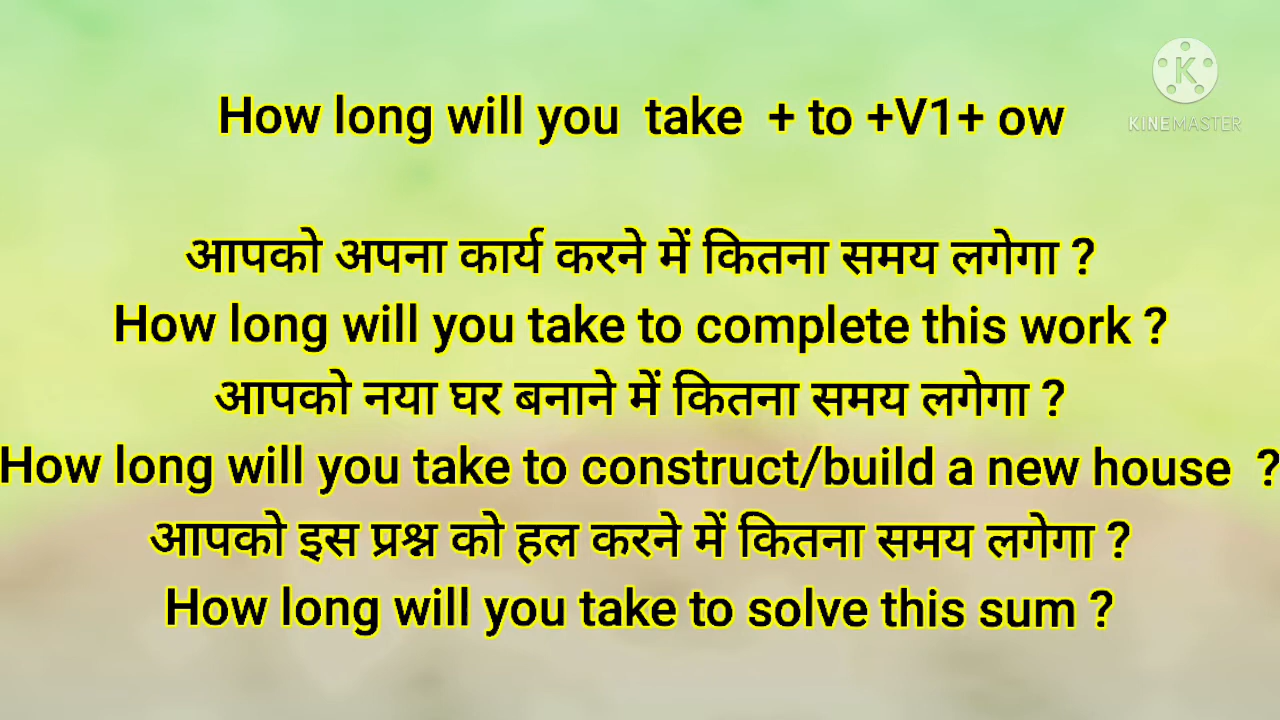 How long will you take + to +V1+ ow
KINEMASTER
आपको अपना कार्य करने में कितना समय लगेगा ?
How long will you take to complete this work ?
आपको नया घर बनाने में कितना समय लगेगा ?
How long will you take to construct/build a new house ?
आपको इस प्रश्न को हल करने में कितना समय लगेगा ?
How long will you take to solve this sum ?